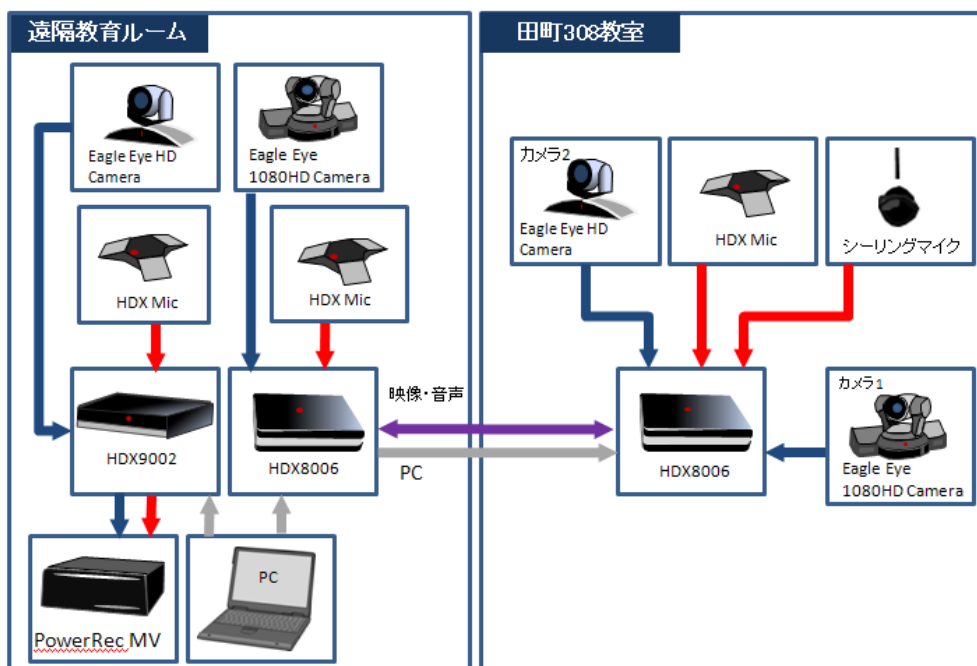 遠隔教育ルーム
Eagle Eye HD
Camera
Eagle Eye
1080HD Camera
HDX Mic
HDX Mic
HDX9002
HDX8006
PowerRec MV
PC
映像・音声
PC
田町308教室
カメラ2
Eagle Eye HD
Camera
HDX Mic
シーリングマイク
HDX8006
カメラ1
Eagle Eye
1080HD Camera